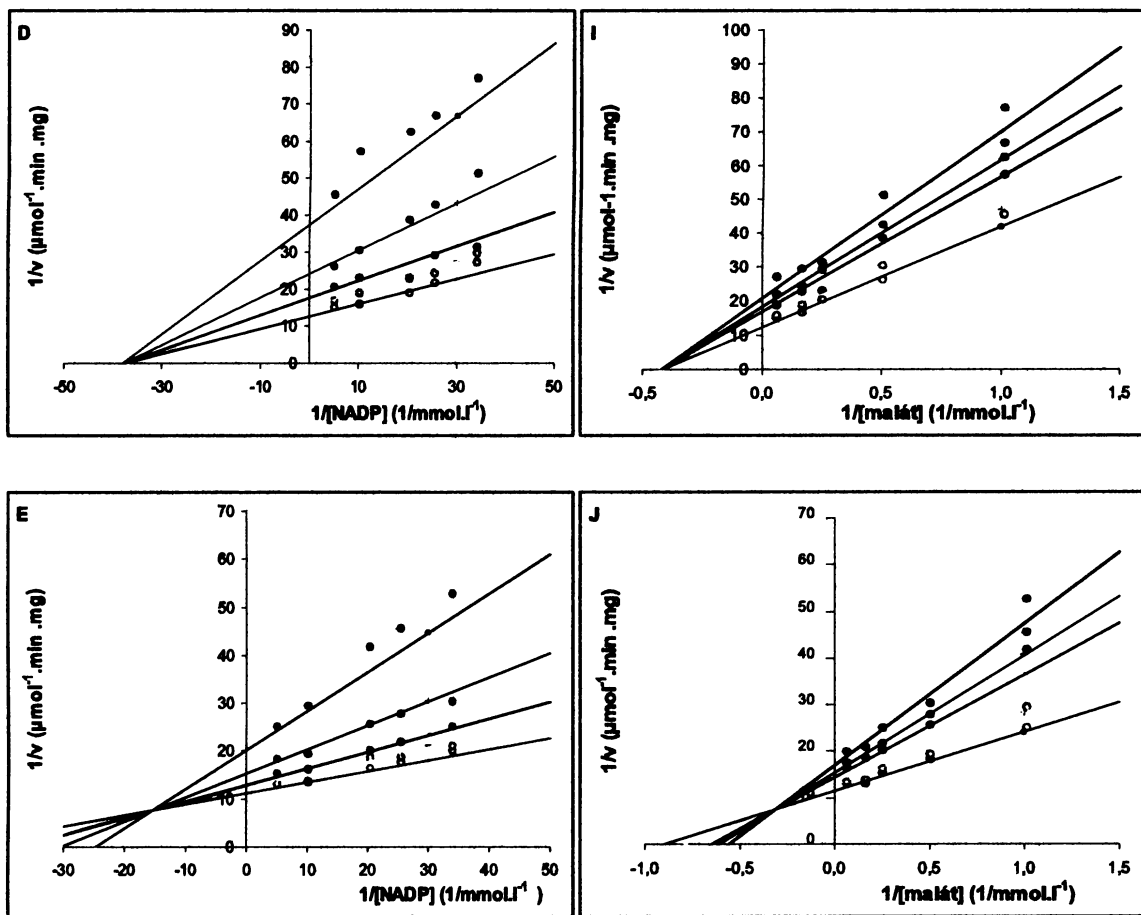 D
90
80
70
60
50
40
30
20
10
0
1/v (µmol⁻¹.min .mg)
-50 -30 -10 10 30 50
1/[NADP] (1/mmol.l⁻¹)
I
100
90
80
70
60
50
40
30
20
10
0
1/v (µmol-1.min .mg)
-0,5 0,0 0,5 1,0 1,5
1/[malát] (1/mmol.l⁻¹)
E
70
60
50
40
30
20
10
0
1/v (µmol⁻¹.min .mg)
-30 -20 -10 0 10 20 30 40 50
1/[NADP] (1/mmol.l⁻¹ )
J
70
60
50
40
30
20
10
0
1/v (µmol⁻¹.min .mg)
-1,0 -0,5 0,0 0,5 1,0 1,5
1/[malát] (1/mmol.l⁻¹)